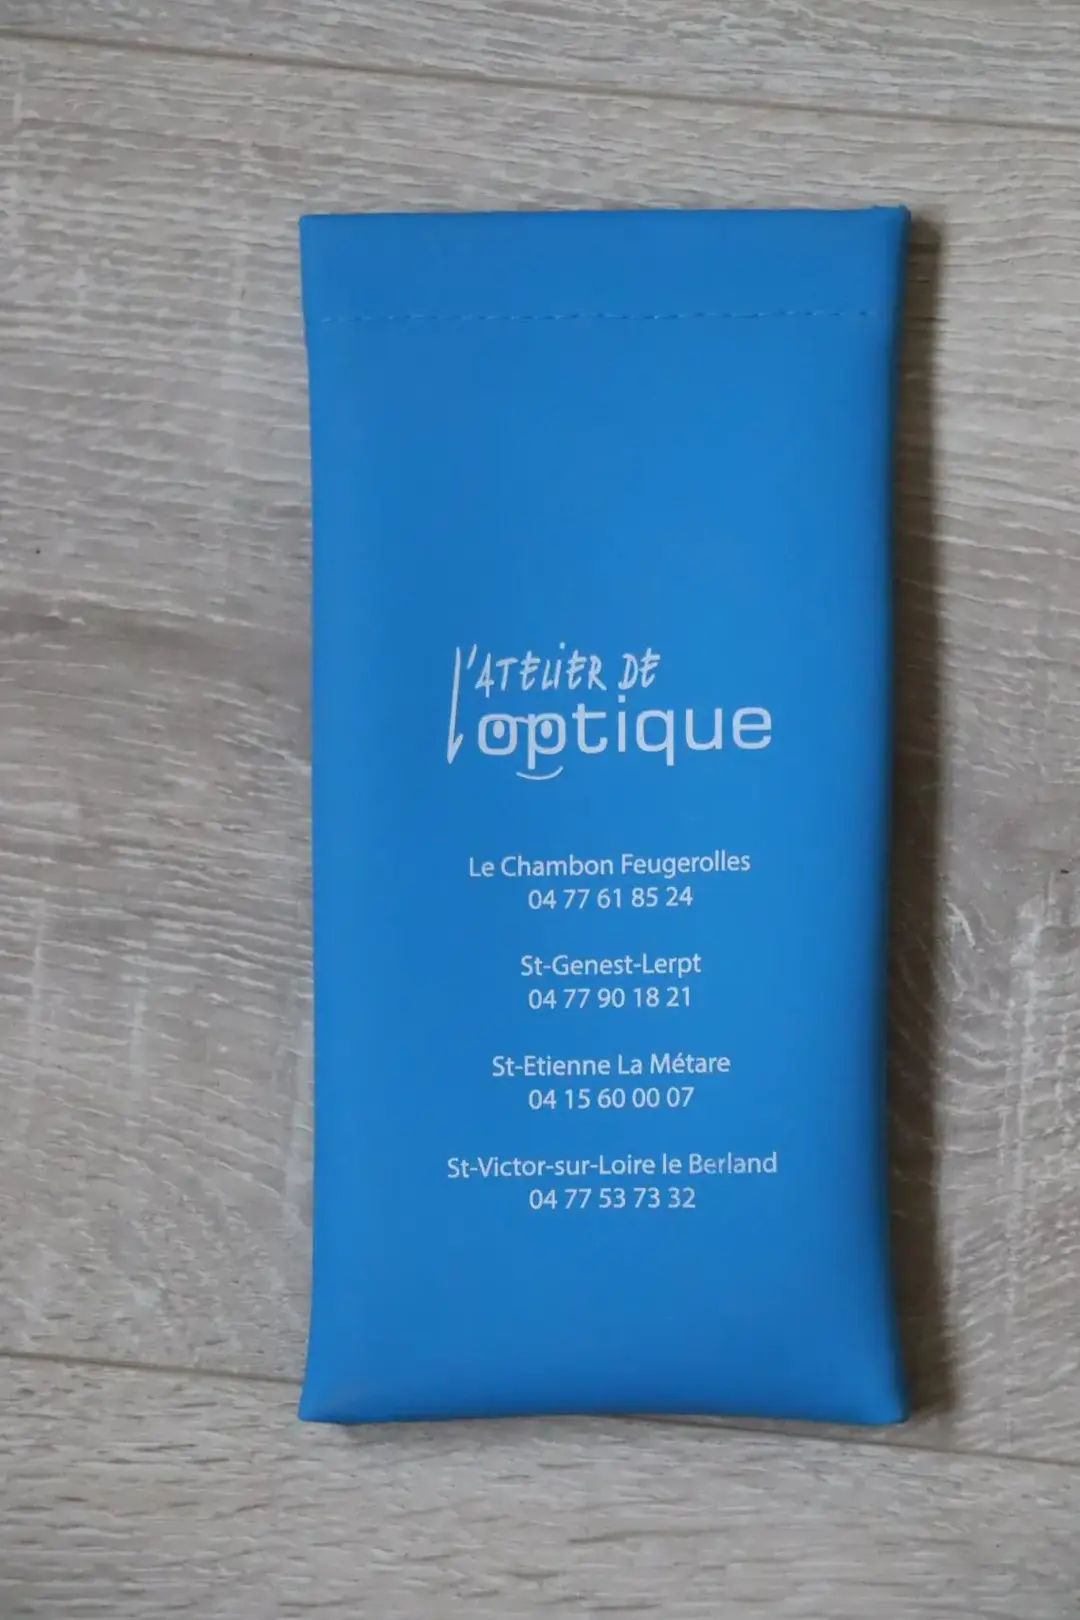 l'ATELIER DE
l'optique
Le Chambon Feugerolles
04 77 61 85 24
St-Genest-Lerpt
04 77 90 18 21
St-Etienne La Métare
04 15 60 00 07
St-Victor-sur-Loire le Berland
04 77 53 73 32